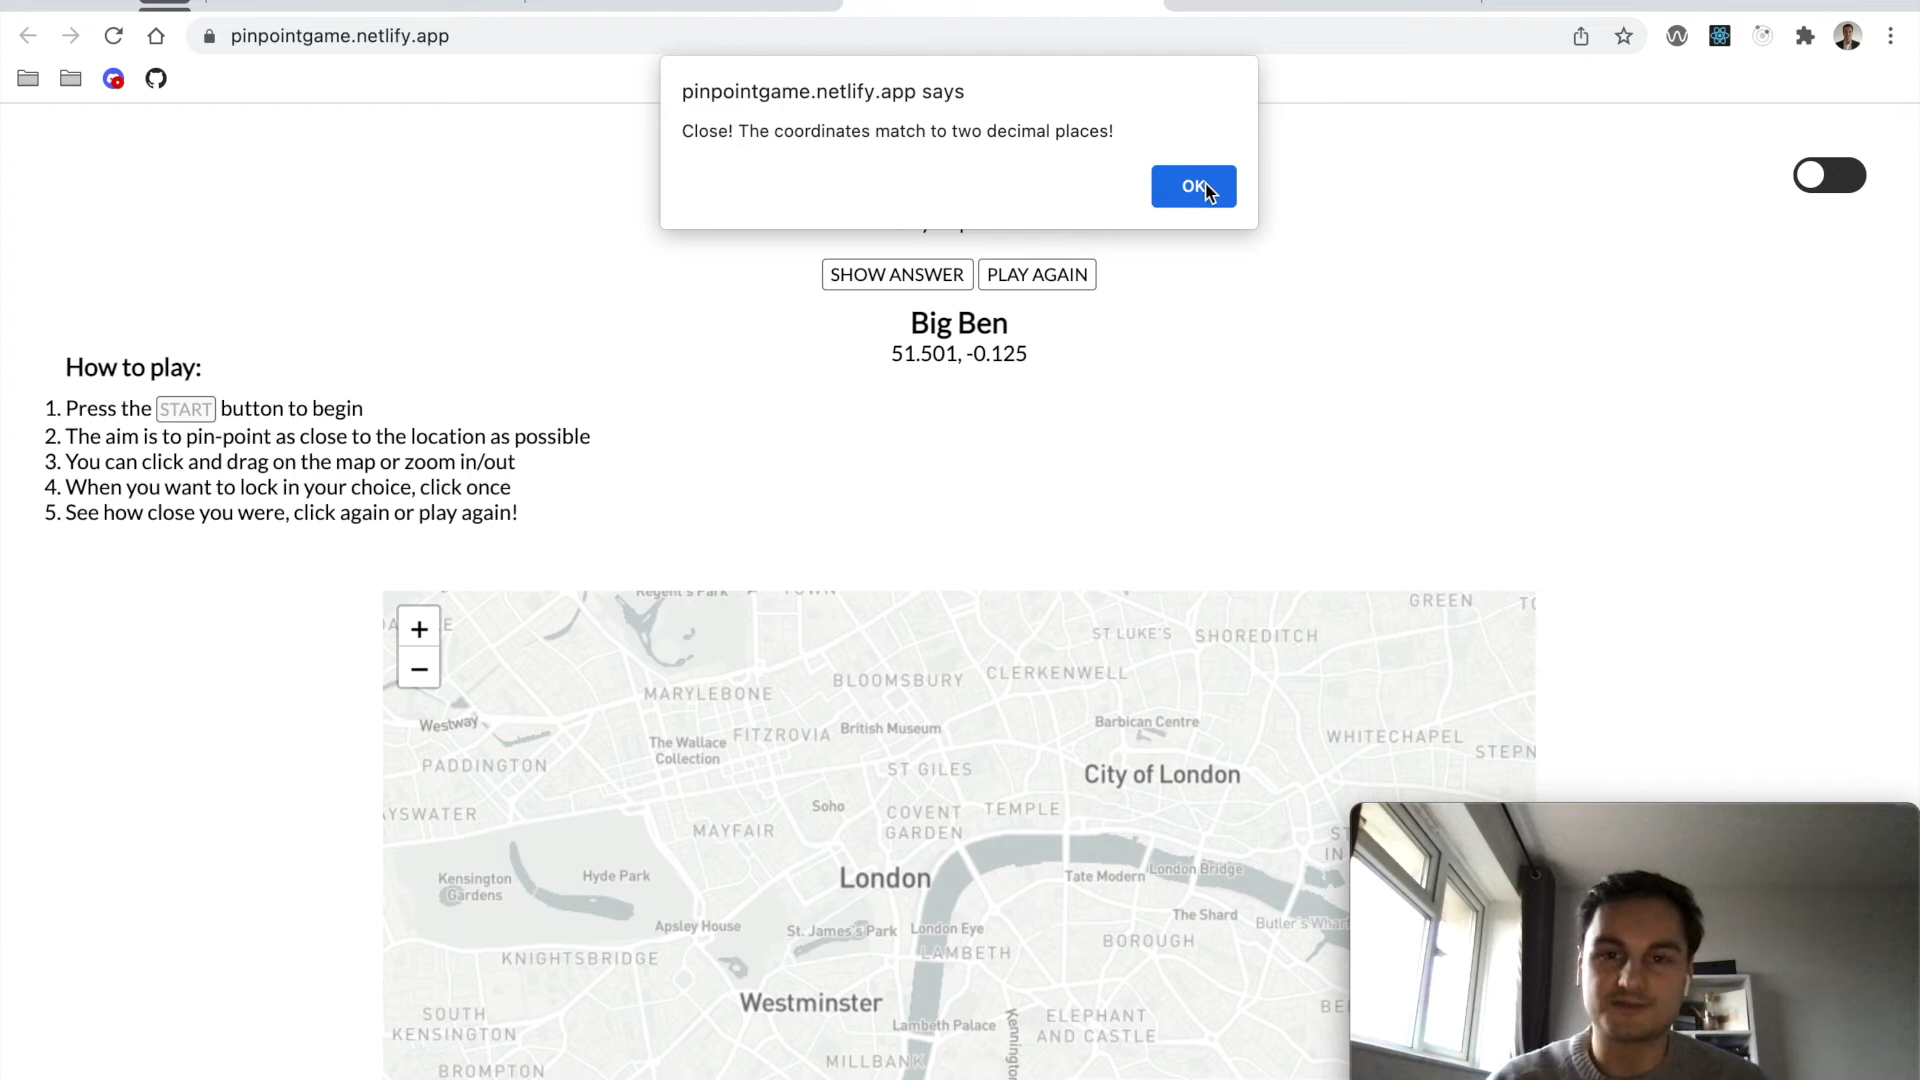 pinpointgame.netlify.app
pinpointgame.netlify.app says
Close! The coordinates match to two decimal places!
OK
SHOW ANSWER
PLAY AGAIN
Big Ben
51.501, -0.125
How to play:
1. Press the START button to begin
2. The aim is to pin-point as close to the location as possible
3. You can click and drag on the map or zoom in/out
4. When you want to lock in your choice, click once
5. See how close you were, click again or play again!
+
−
Regent's Park
GREEN
ST LUKE'S
SHOREDITCH
CLERKENWELL
BLOOMSBURY
MARYLEBONE
Westway
FITZROVIA
British Museum
Barbican Centre
WHITECHAPEL
The Wallace
Collection
STEPN
PADDINGTON
ST GILES
City of London
Soho
COVENT
GARDEN
TEMPLE
AYSWATER
MAYFAIR
London
Kensington
Gardens
Hyde Park
Tate Modern
London Bridge
Apsley House
St. James's Park
London Eye
The Shard
Butler's Whar
LAMBETH
BOROUGH
KNIGHTSBRIDGE
Westminster
SOUTH
KENSINGTON
Lambeth Palace
Kennington
ELEPHANT
AND CASTLE
MILLBANK
BROMPTON